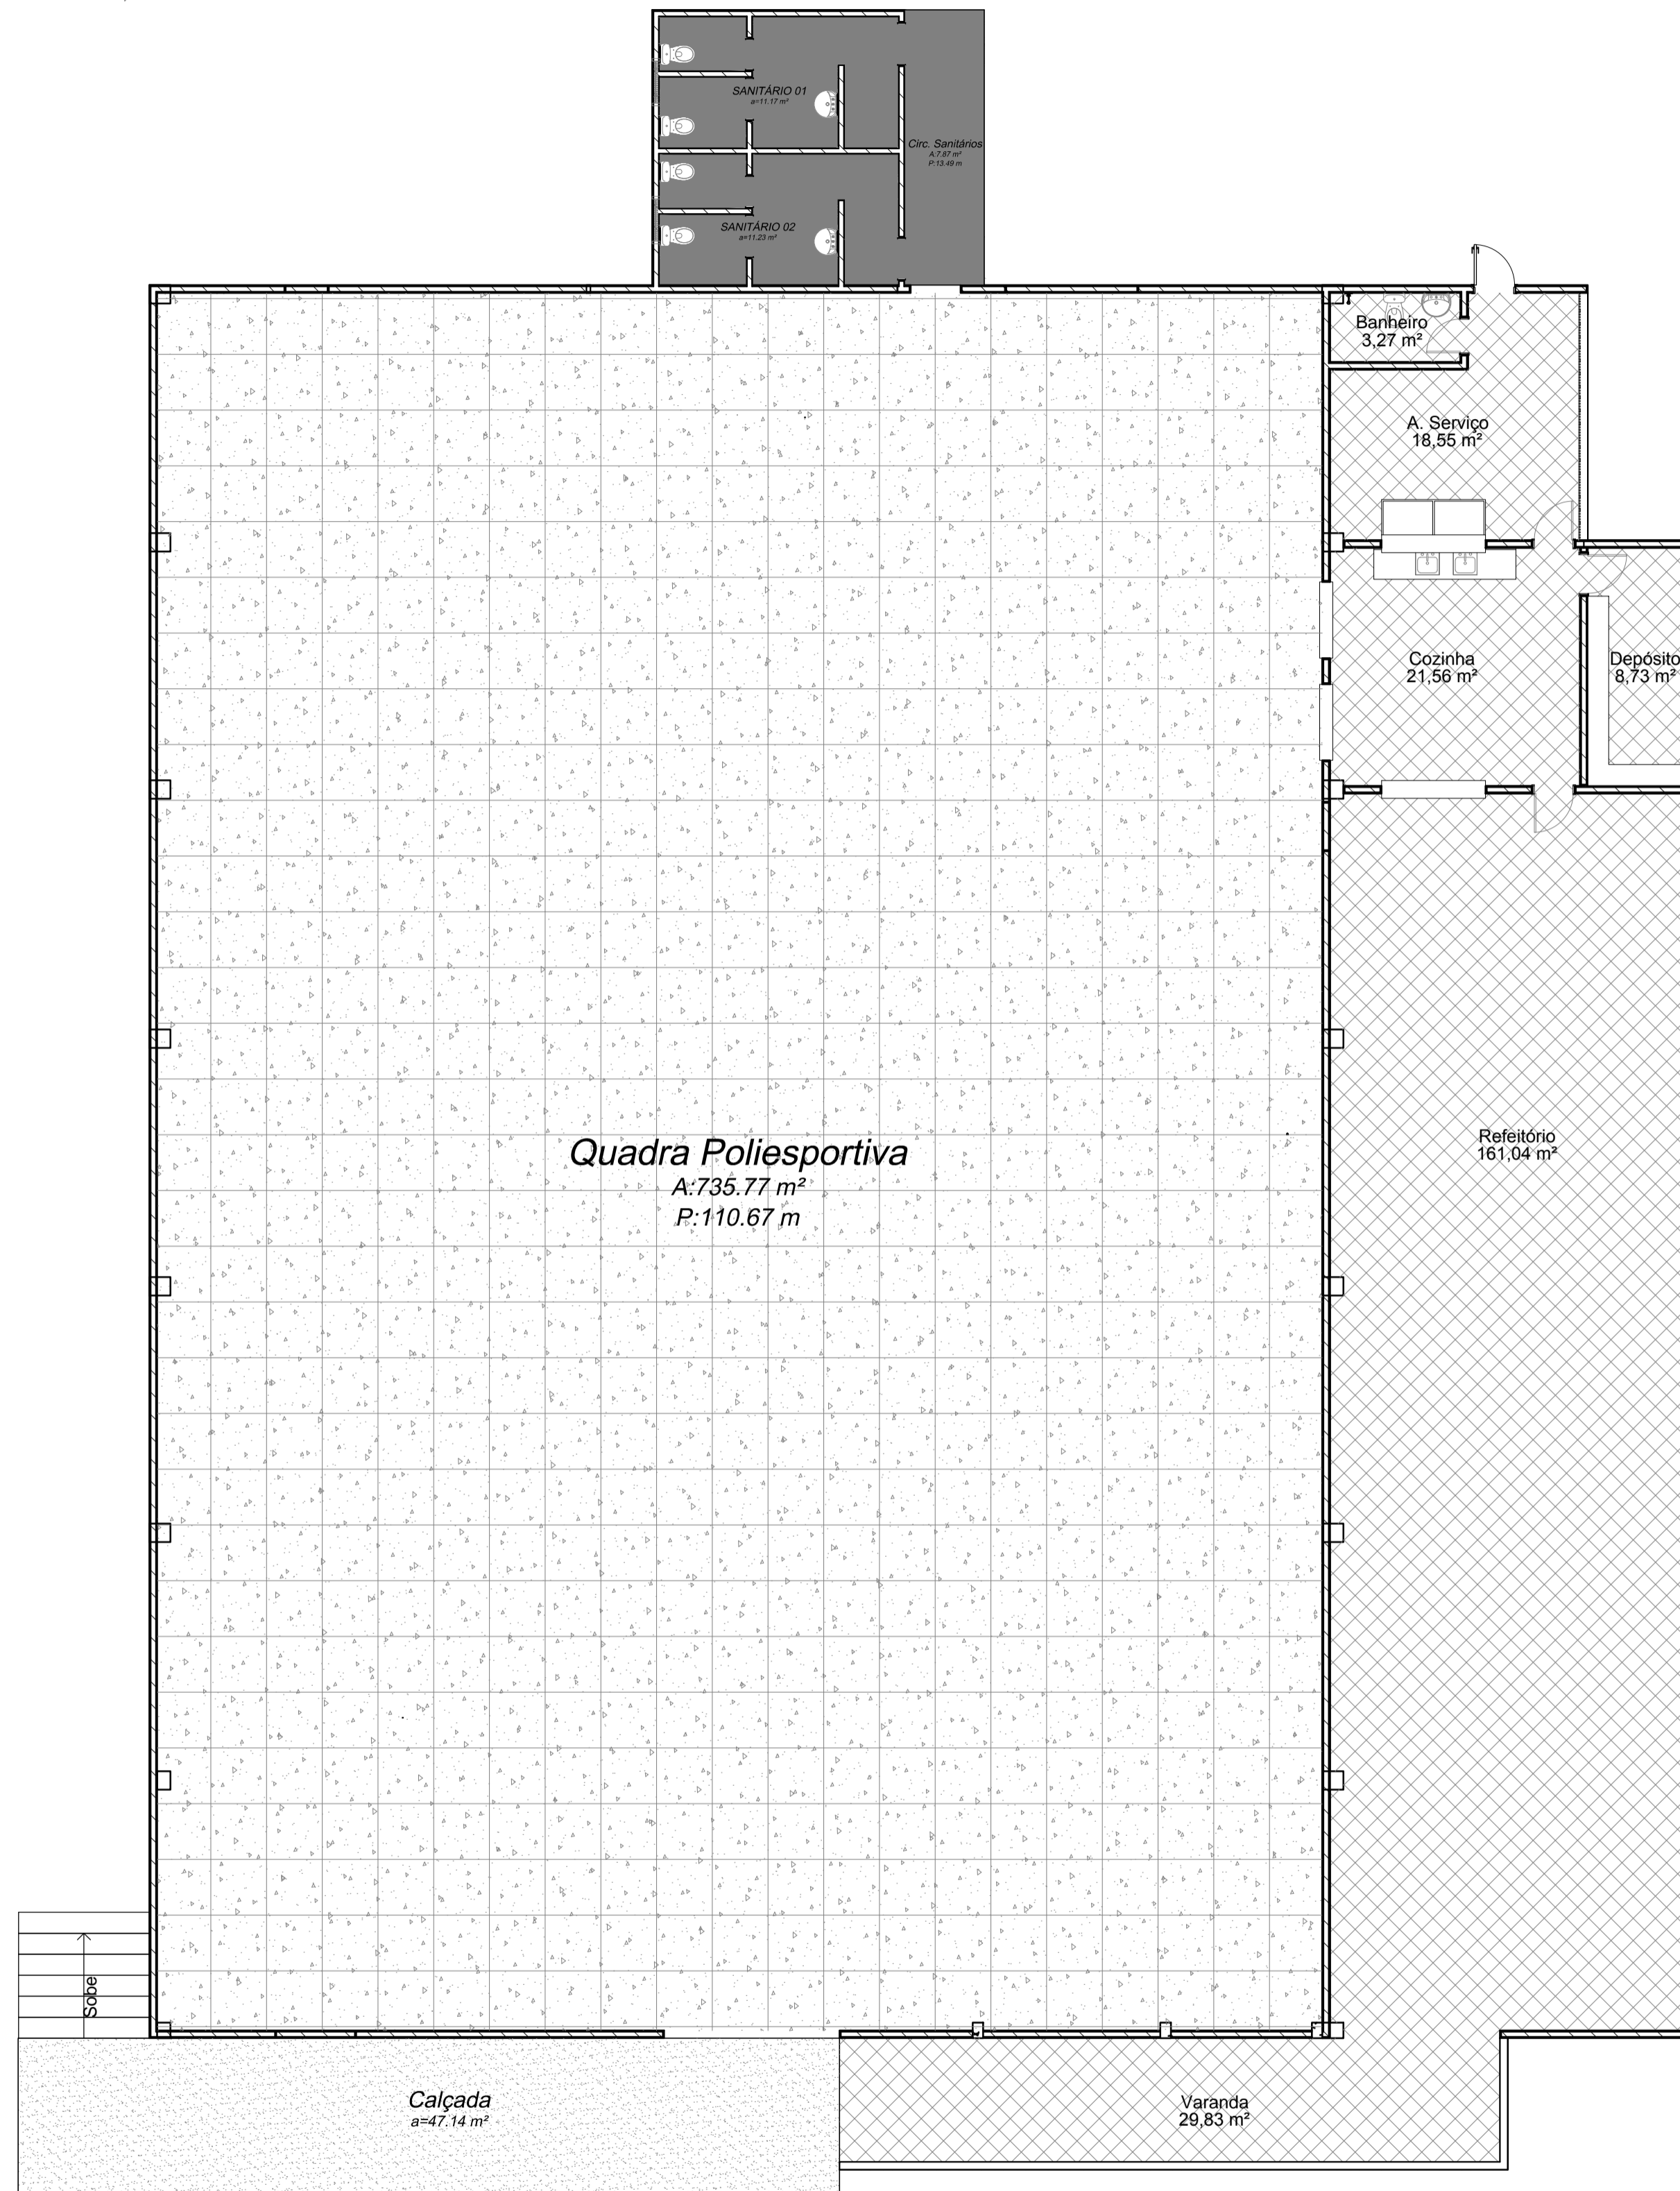 SANITÁRIO 01
a=11.17 m²
Circ. Sanitários
A:7.87 m²
P:13.49 m
SANITÁRIO 02
a=11.23 m²
Banheiro
3,27 m²
A. Serviço
18,55 m²
Cozinha
21,56 m²
Depósito
8,73 m²
Refeitório
161,04 m²
Quadra Poliesportiva
A:735.77 m²
P:110.67 m
Sobe
Calçada
a=47.14 m²
Varanda
29,83 m²